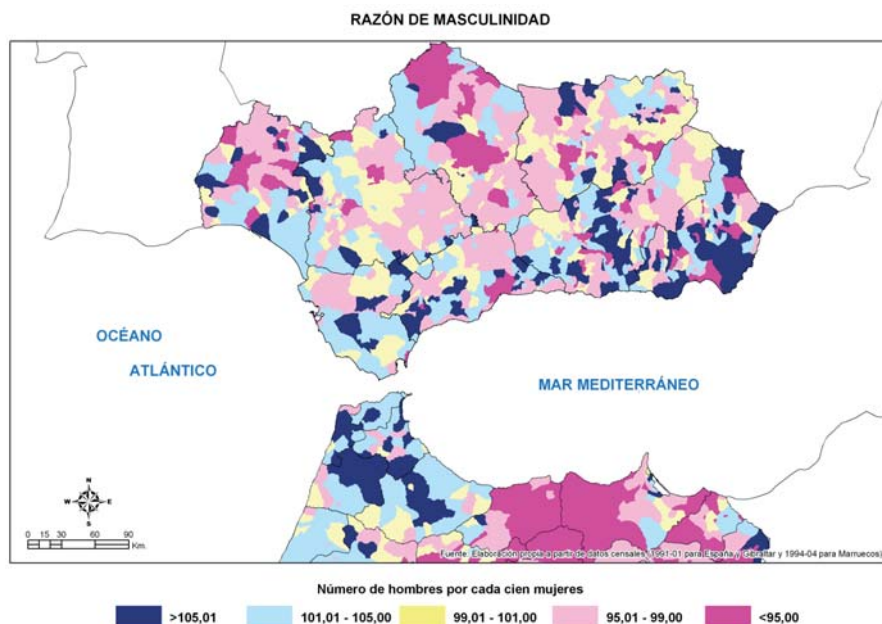 RAZÓN DE MASCULINIDAD
OCÉANO
ATLÁNTICO
MAR MEDITERRÁNEO
N
W E
S
0 15 30 60 90
Km.
Fuente: Elaboración propia a partir de datos censales (1991-01 para España y Gibraltar y 1994-04 para Marruecos)
Número de hombres por cada cien mujeres
>105,01 101,01 - 105,00 99,01 - 101,00 95,01 - 99,00 <95,00